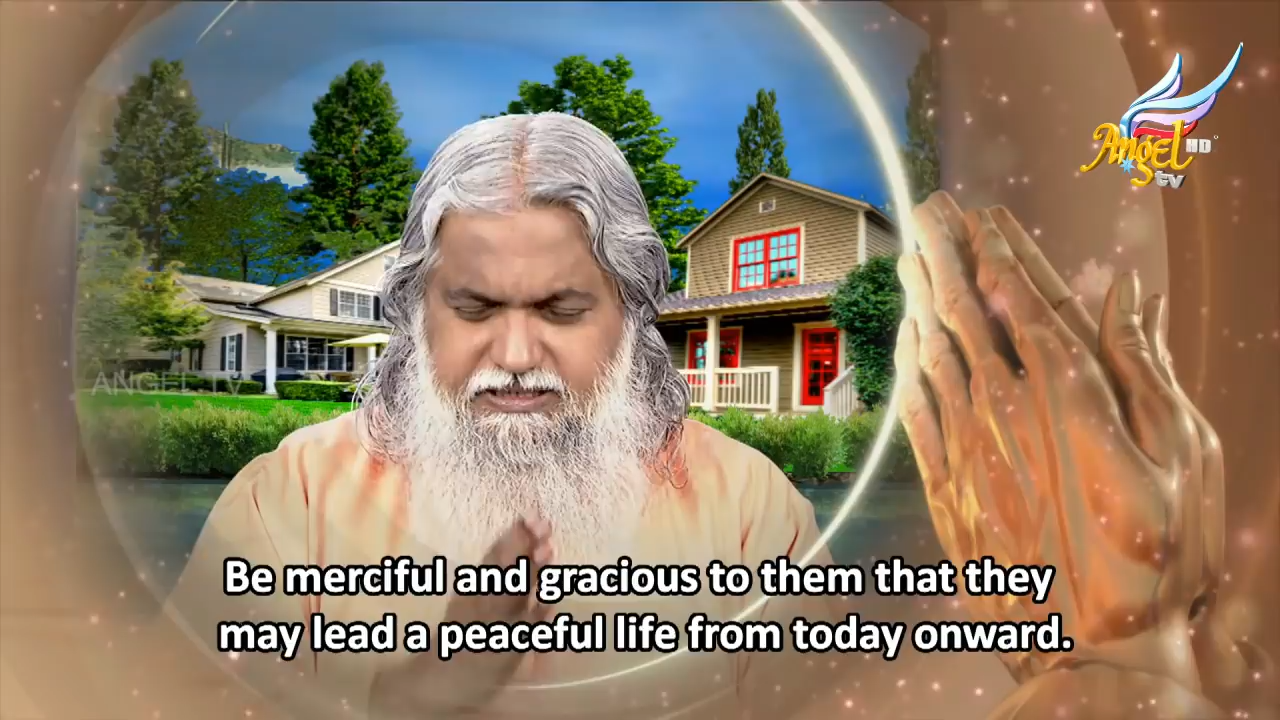 Angel HD
tv
ANGEL TV
Be merciful and gracious to them that they
may lead a peaceful life from today onward.